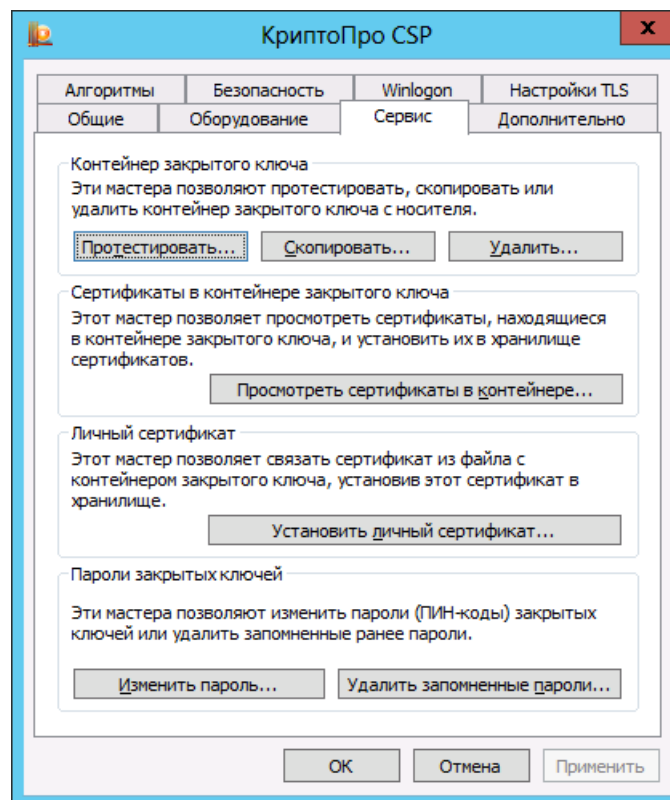 КриптоПро CSP
x
Алгоритмы Безопасность Winlogon Настройки TLS
Общие Оборудование Сервис Дополнительно
Контейнер закрытого ключа
Эти мастера позволяют протестировать, скопировать или
удалить контейнер закрытого ключа с носителя.
Протестировать... Скопировать... Удалить...
Сертификаты в контейнере закрытого ключа
Этот мастер позволяет просмотреть сертификаты, находящиеся
в контейнере закрытого ключа, и установить их в хранилище
сертификатов.
Просмотреть сертификаты в контейнере...
Личный сертификат
Этот мастер позволяет связать сертификат из файла с
контейнером закрытого ключа, установив этот сертификат в
хранилище.
Установить личный сертификат...
Пароли закрытых ключей
Эти мастера позволяют изменить пароли (ПИН-коды) закрытых
ключей или удалить запомненные ранее пароли.
Изменить пароль... Удалить запомненные пароли...
ОК Отмена Применить